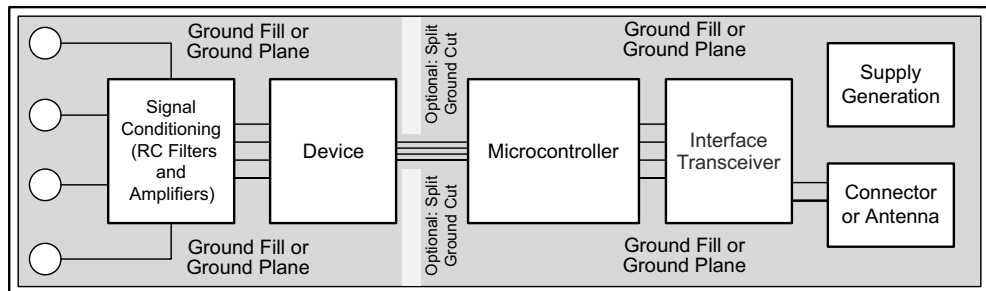 Ground Fill or
Ground Plane
Optional: Split
Ground Cut
Ground Fill or
Ground Plane
Supply
Generation
Signal
Conditioning
(RC Filters
and
Amplifiers)
Device
Microcontroller
Interface
Transceiver
Connector
or Antenna
Ground Fill or
Ground Plane
Optional: Split
Ground Cut
Ground Fill or
Ground Plane